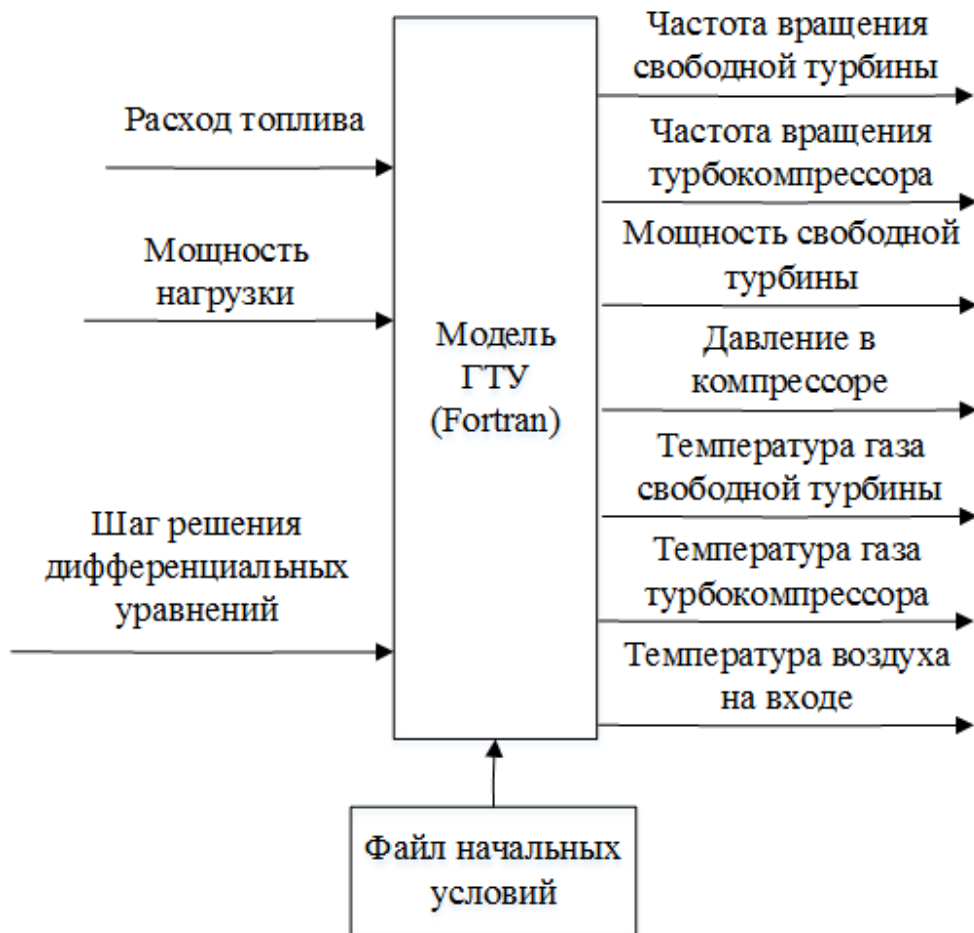 Расход топлива
Мощность
нагрузки
Шаг решения
дифференциальных
уравнений
Модель
ГТУ
(Fortran)
Файл начальных
условий
Частота вращения
свободной турбины
Частота вращения
турбокомпрессора
Мощность свободной
турбины
Давление в
компрессоре
Температура газа
свободной турбины
Температура газа
турбокомпрессора
Температура воздуха
на входе